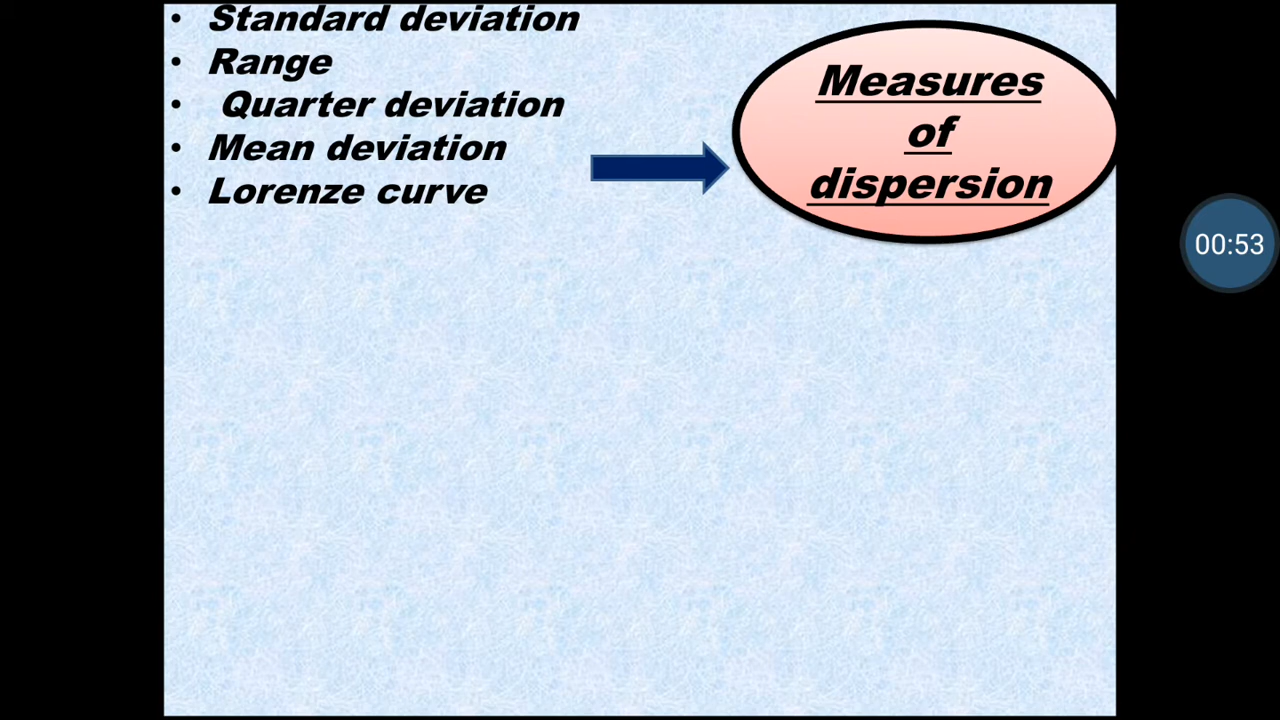 • Standard deviation
• Range
• Quarter deviation
• Mean deviation
• Lorenze curve
Measures
of
dispersion
00:53